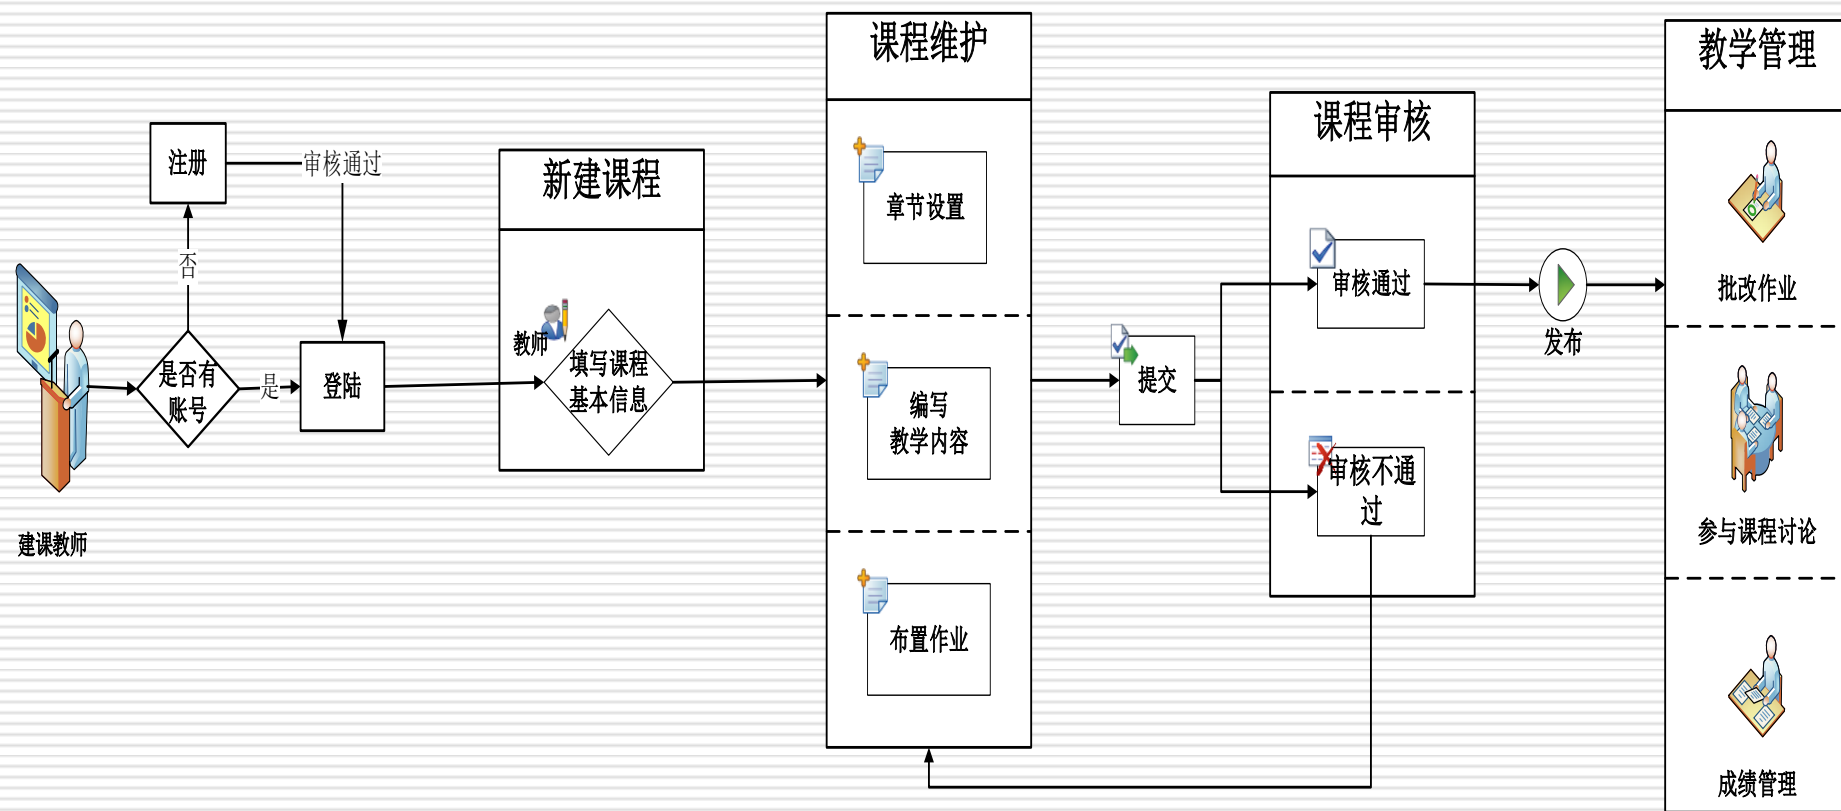 建课教师
是否有
账号
否
注册
审核通过
是
登陆
新建课程
教师
填写课程
基本信息
课程维护
章节设置
编写
教学内容
布置作业
提交
课程审核
审核通过
审核不通
过
发布
教学管理
批改作业
参与课程讨论
成绩管理